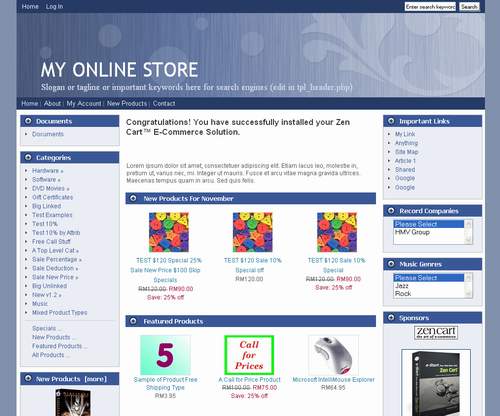 Home Log In
Enter search keywords Search
MY ONLINE STORE
Slogan or tagline or important keywords here for search engines (edit in tpl_header.php)
Home | About | My Account | New Products | Contact
Documents
Documents
Categories
Hardware »
Software »
DVD Movies »
Gift Certificates
Big Linked
Test Examples
Test 10%
Test 10% by Attrib
Free Call Stuff
A Top Level Cat »
Sale Percentage »
Sale Deduction »
Sale New Price »
Big Unlinked
New v1.2 »
Music
Mixed Product Types
Specials ...
New Products ...
Featured Products ...
All Products ...
New Products [more]
Congratulations! You have successfully installed your Zen
Cart™ E-Commerce Solution.
Lorem ipsum dolor sit amet, consectetuer adipiscing elit. Etiam lacus leo, molestie in,
pretium ut, varius nec, mi. Integer ut mauris. Fusce et arcu vitae magna gravida ultrices.
Maecenas tempus quam in arcu. Sed quis felis.
New Products For November
TEST $120 Special 25%
Sale New Price $100 Skip
Specials
RM120.00 RM90.00
Save: 25% off
TEST $120 Sale 10%
Special off
RM120.00
TEST $120 Sale 10%
Special
RM120.00 RM90.00
Save: 25% off
Featured Products
5
Sample of Product Free
Shipping Type
RM3.95
Call
for
Prices
A Call for Price Product
RM100.00 RM75.00
Save: 25% off
Microsoft IntelliMouse Explorer
RM64.95
Important Links
My Link
Anything
Site Map
Article 1
Shared
Google
Google
Record Companies
Please Select
HMV Group
Music Genres
Please Select
Jazz
Rock
Sponsors
zencart
the art of e-commerce
e-Start Your Own Business with
Zen Cart